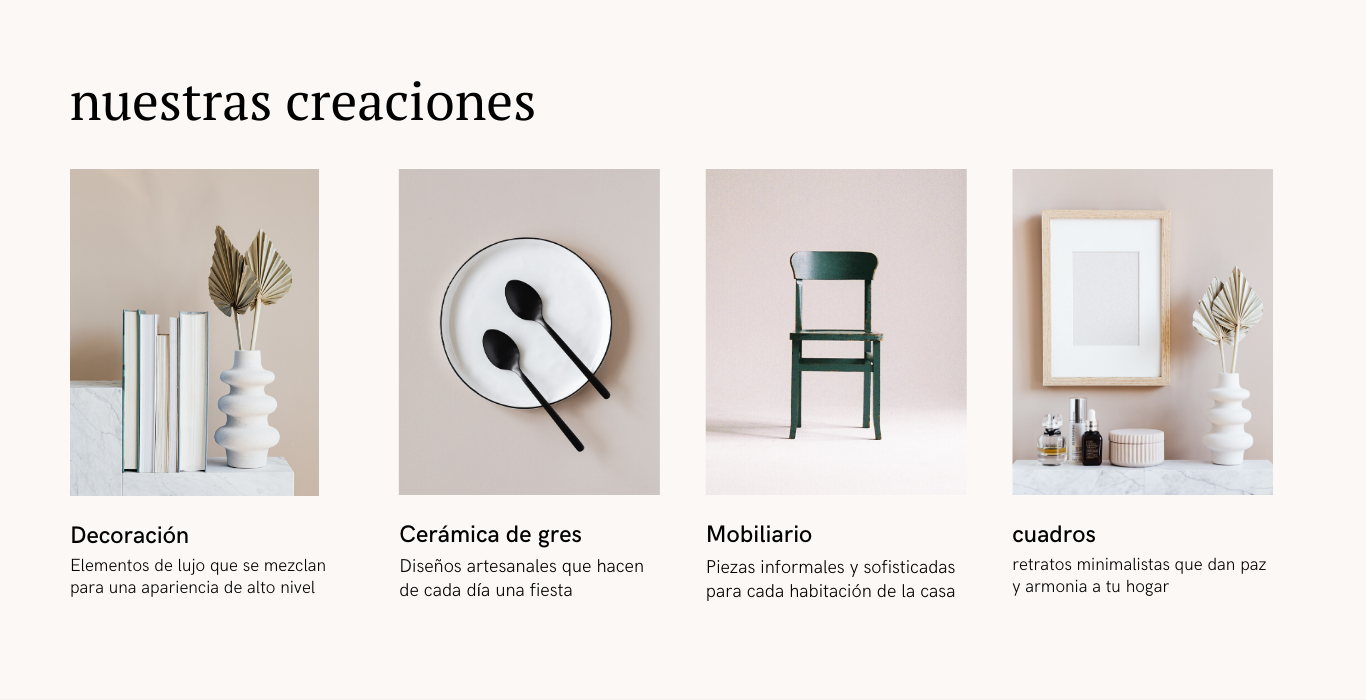 nuestras creaciones
Decoración
Elementos de lujo que se mezclan
para una apariencia de alto nivel
Cerámica de gres
Diseños artesanales que hacen
de cada día una fiesta
Mobiliario
Piezas informales y sofisticadas
para cada habitación de la casa
cuadros
retratos minimalistas que dan paz
y armonia a tu hogar